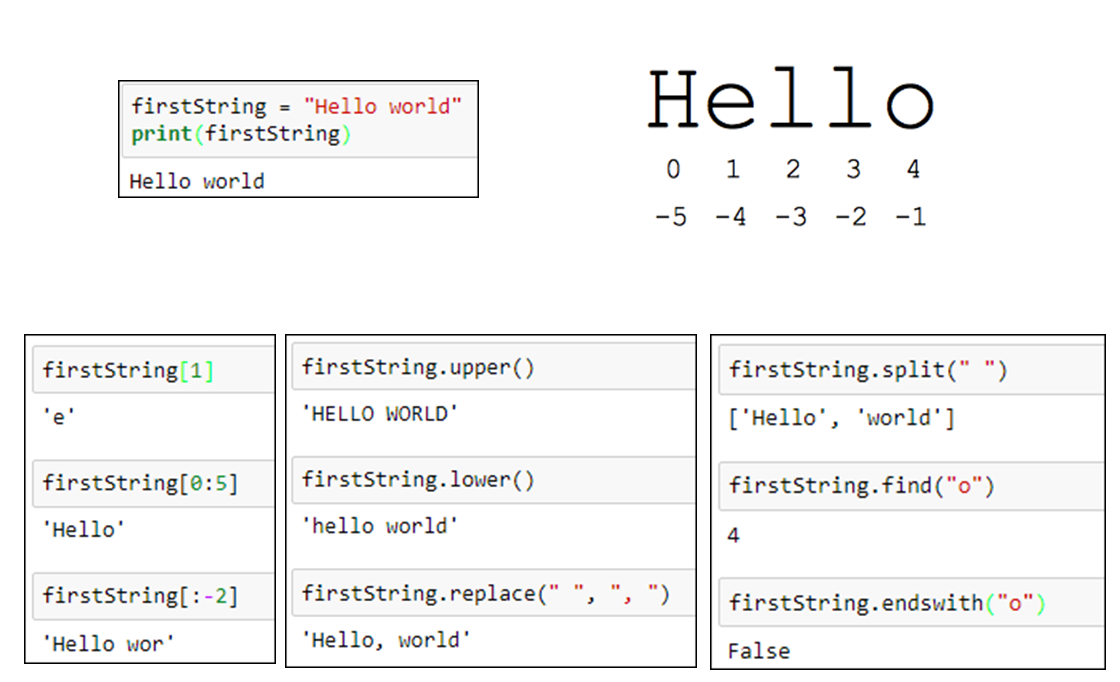 firstString = "Hello world"
print(firstString)
Hello world
Hello
0 1 2 3 4
-5 -4 -3 -2 -1
firstString[1]
'e'
firstString[0:5]
'Hello'
firstString[:-2]
'Hello wor'
firstString.upper()
'HELLO WORLD'
firstString.lower()
'hello world'
firstString.replace(" ", ", ")
'Hello, world'
firstString.split(" ")
['Hello', 'world']
firstString.find("o")
4
firstString.endswith("o")
False